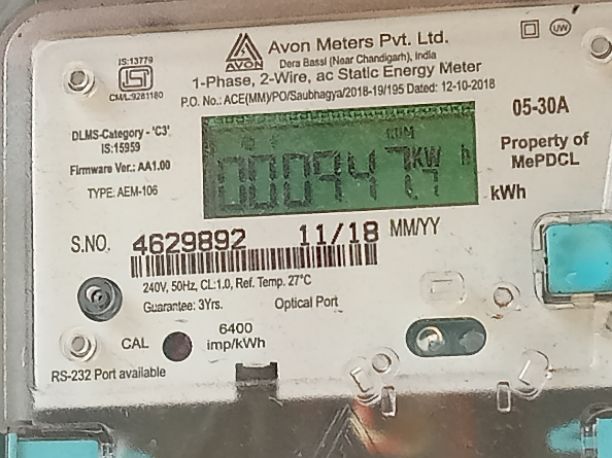 IS:13779
CM/L:9281180
AVON
Avon Meters Pvt. Ltd.
Dera Bassi (Near Chandigarh), India
1-Phase, 2-Wire, ac Static Energy Meter
P.O. No.: ACE(MM)/PO/Saubhagya/2018-19/195 Dated: 12-10-2018
UW
DLMS-Category - 'C3'
IS:15959
Firmware Ver.: AA1.00
TYPE: AEM-106
CUM
KW h
05-30A
Property of
MePDCL
kWh
S.NO. 4629892 11/18 MM/YY
240V, 50Hz, CL:1.0, Ref. Temp. 27°C
Guarantee: 3Yrs. Optical Port
CAL 6400
imp/kWh
RS-232 Port available